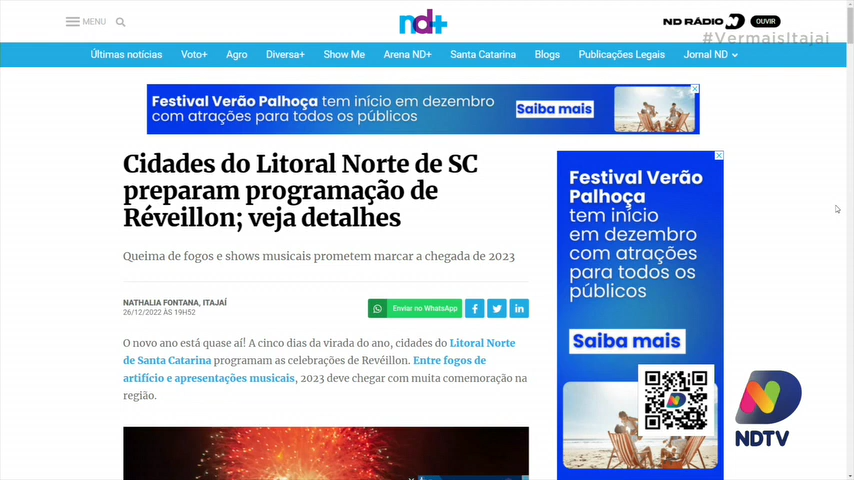 MENU
nd+
ND RÁDIO
OUVIR
#VermaisItajai
Últimas notícias Voto+ Agro Diversa+ Show Me Arena ND+ Santa Catarina Blogs Publicações Legais Jornal ND
Festival Verão Palhoça tem início em dezembro
com atrações para todos os públicos
Saiba mais
Cidades do Litoral Norte de SC
preparam programação de
Réveillon; veja detalhes
Queima de fogos e shows musicais prometem marcar a chegada de 2023
NATHALIA FONTANA, ITAJAÍ
26/12/2022 ÀS 19H52
Enviar no WhatsApp
O novo ano está quase aí! A cinco dias da virada do ano, cidades do Litoral Norte
de Santa Catarina programam as celebrações de Revéillon. Entre fogos de
artifício e apresentações musicais, 2023 deve chegar com muita comemoração na
região.
Festival Verão
Palhoça
tem início
em dezembro
com atrações
para todos os
públicos
Saiba mais
NDTV